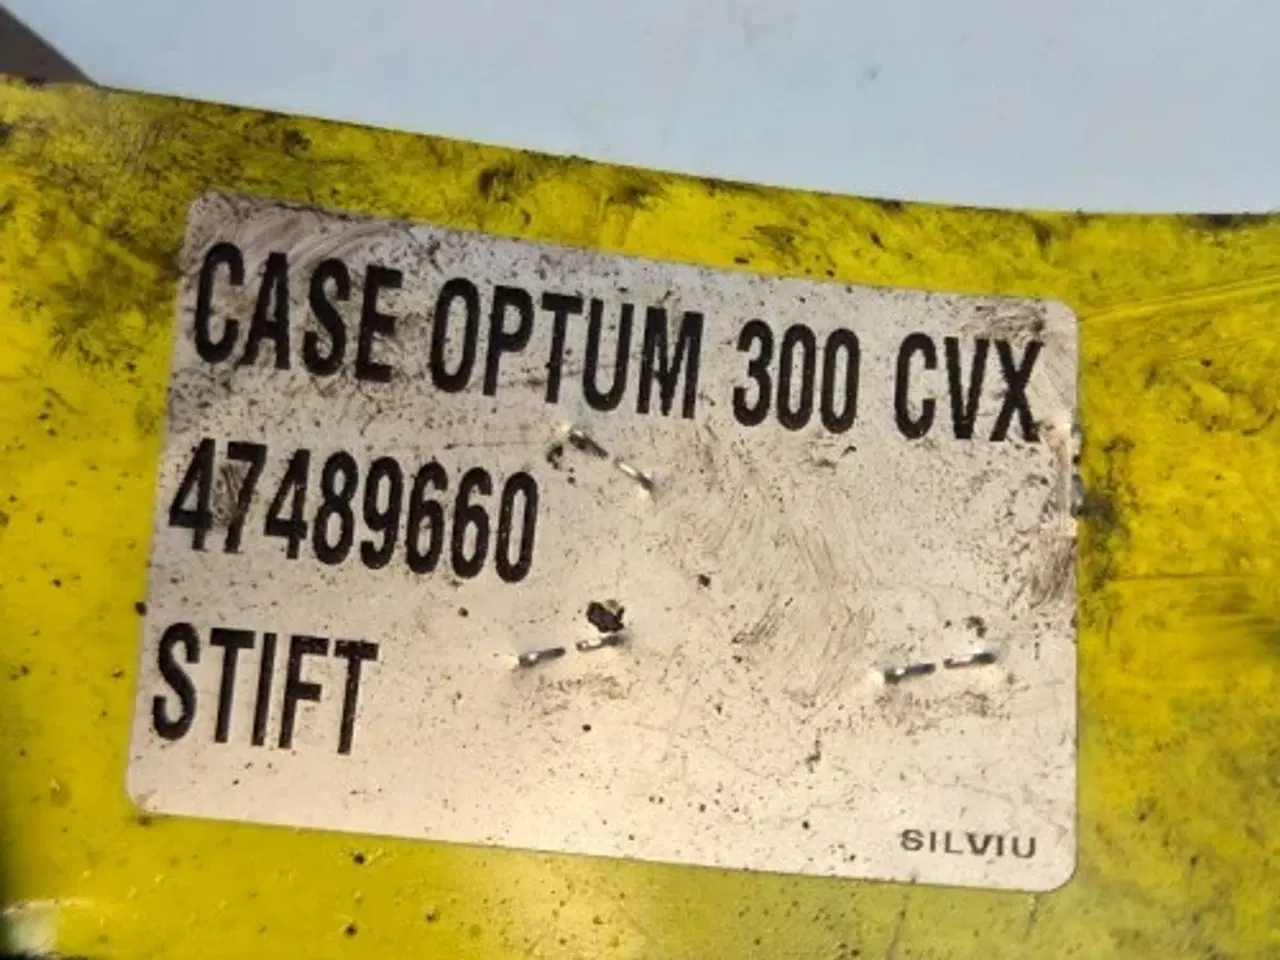 CASE OPTUM 300 CVX
47489660
STIFT
SILVIU